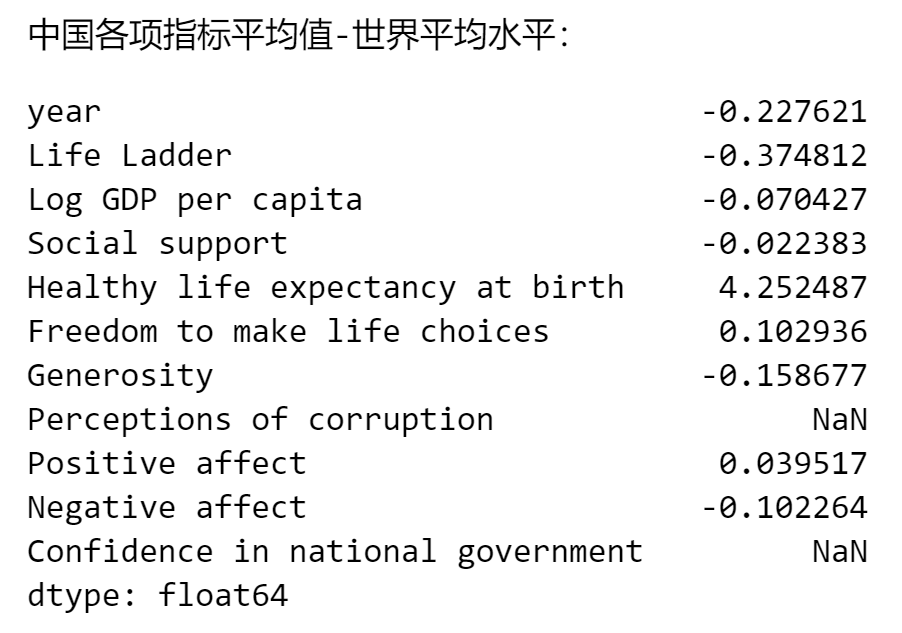 中国各项指标平均值-世界平均水平:
year -0.227621
Life Ladder -0.374812
Log GDP per capita -0.070427
Social support -0.022383
Healthy life expectancy at birth 4.252487
Freedom to make life choices 0.102936
Generosity -0.158677
Perceptions of corruption NaN
Positive affect 0.039517
Negative affect -0.102264
Confidence in national government NaN
dtype: float64